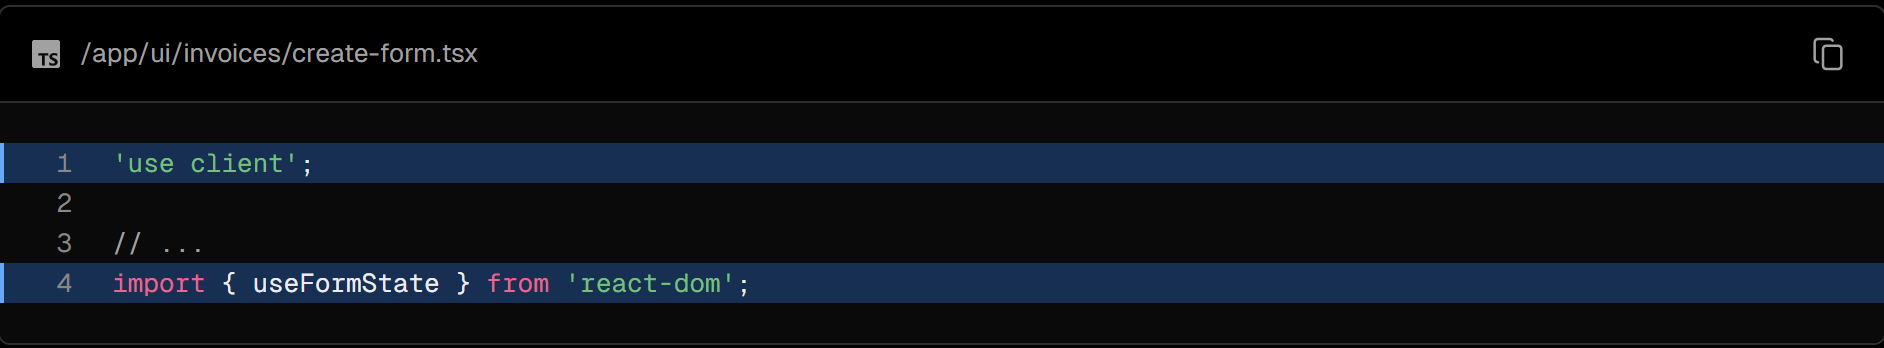 TS /app/ui/invoices/create-form.tsx
1 'use client';
2
3 // ...
4 import { useFormState } from 'react-dom';